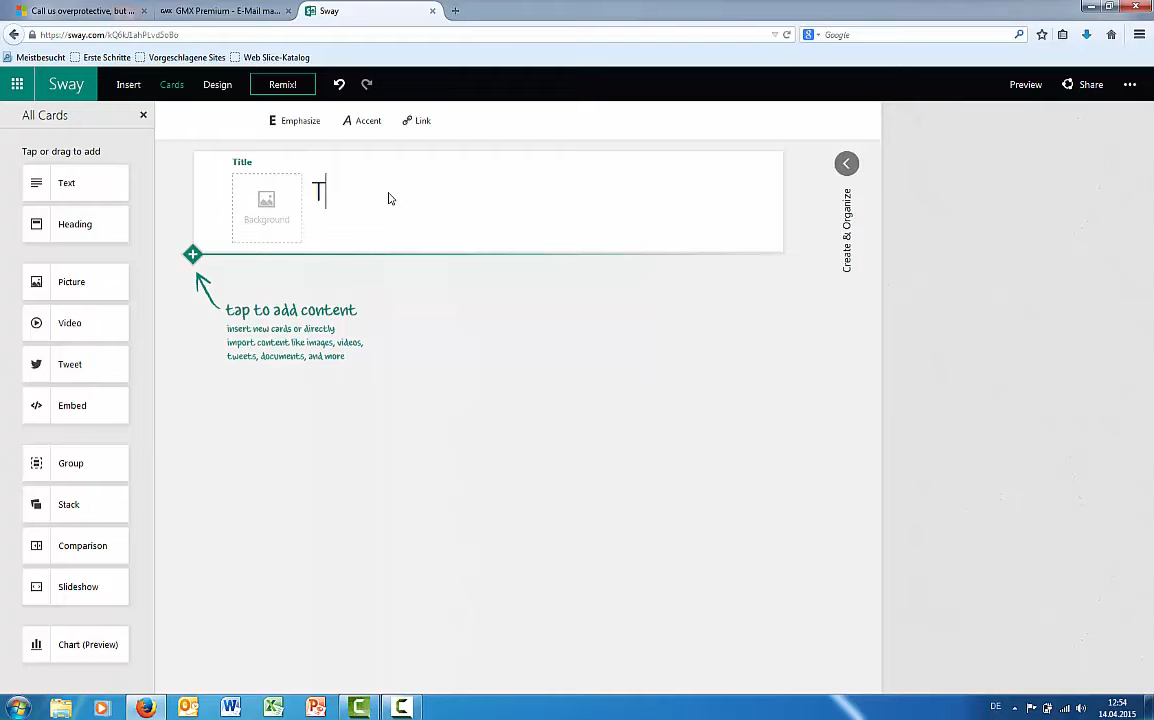 Call us overprotective, but ...
GMX Premium - E-Mail ma...
Sway
https://sway.com/
Google
Meistbesucht
Erste Schritte
Vorgeschlagene Sites
Web Slice-Katalog
Sway
Insert
Cards
Design
Remix!
Preview
Share
All Cards
Emphasize
Accent
Link
Tap or drag to add
Text
Heading
Picture
Video
Tweet
Embed
Group
Stack
Comparison
Slideshow
Chart (Preview)
Title
Background
T
tap to add content
insert new cards or directly
import content like images, videos,
tweets, documents, and more
Create & Organize
DE
12:54
14.04.2015